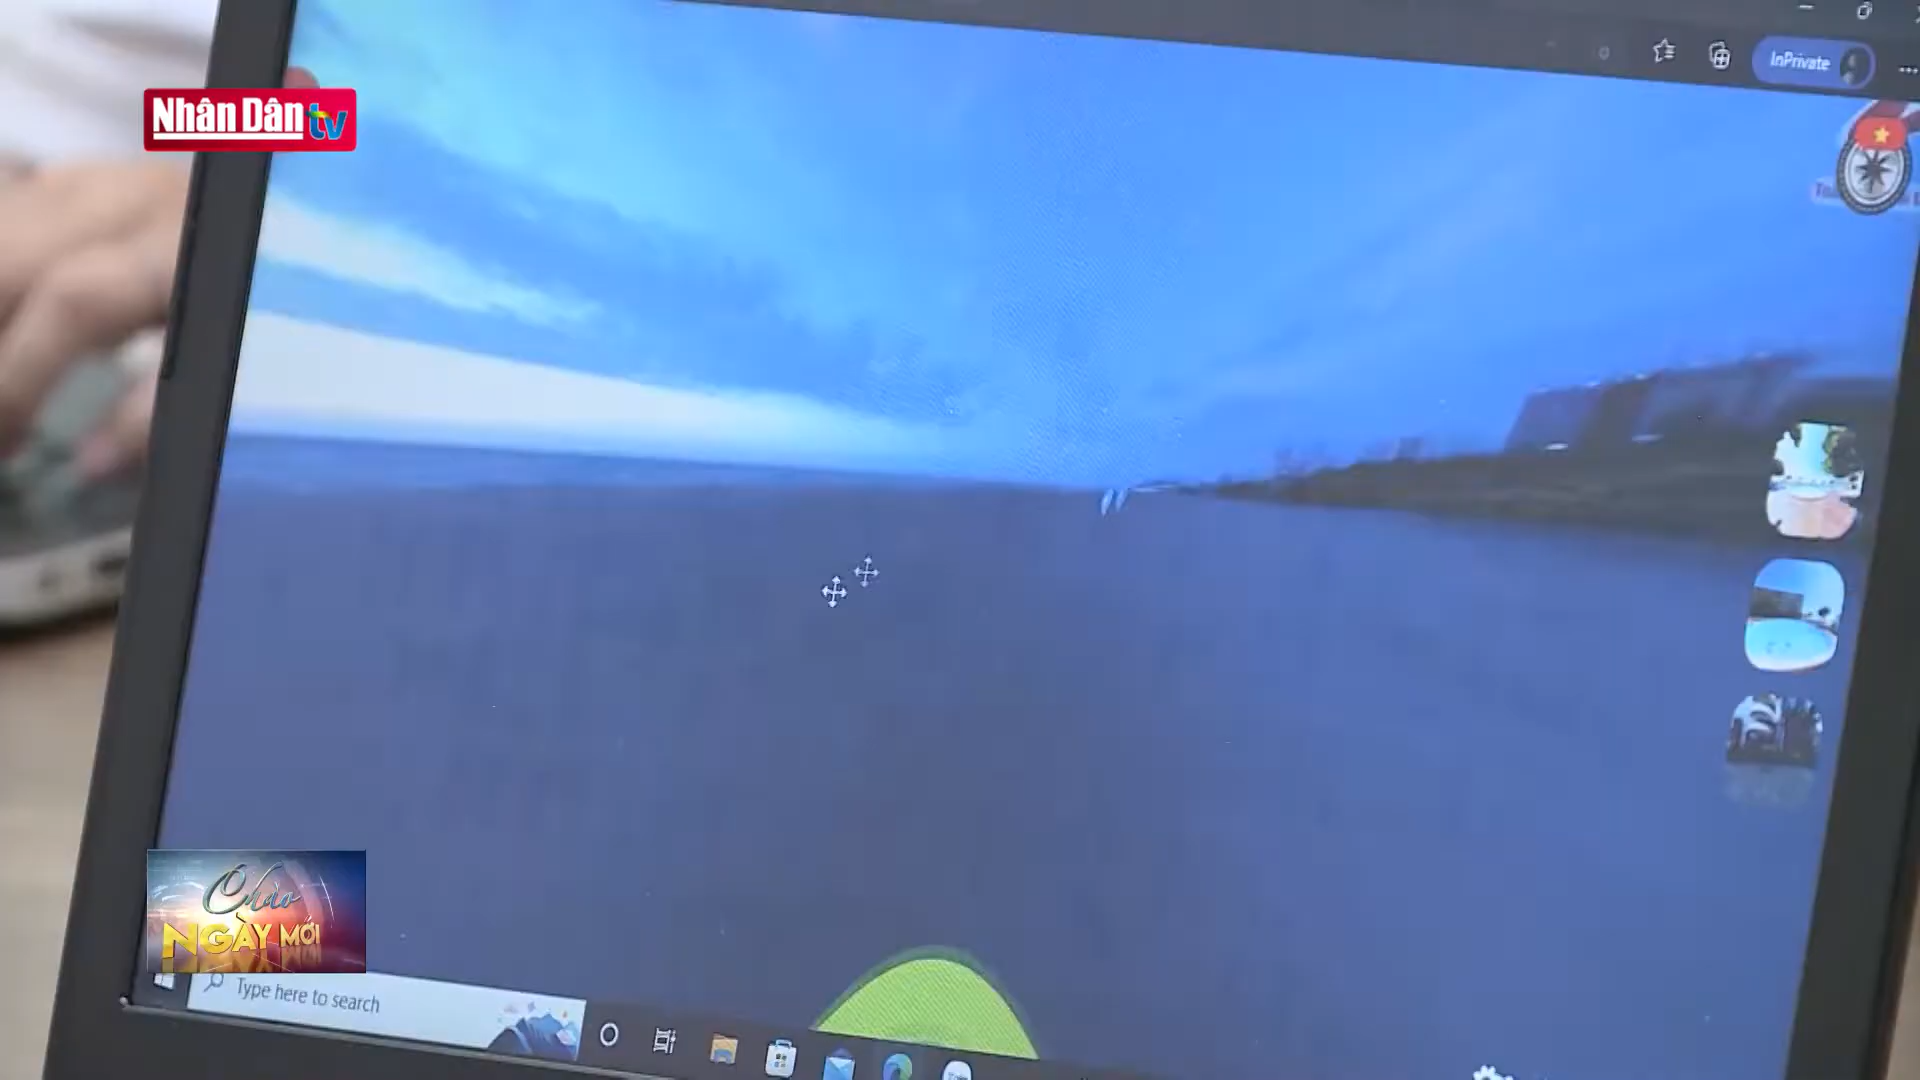 Nhân Dân tv
InPrivate
Chào
NGÀY MỚI
Type here to search